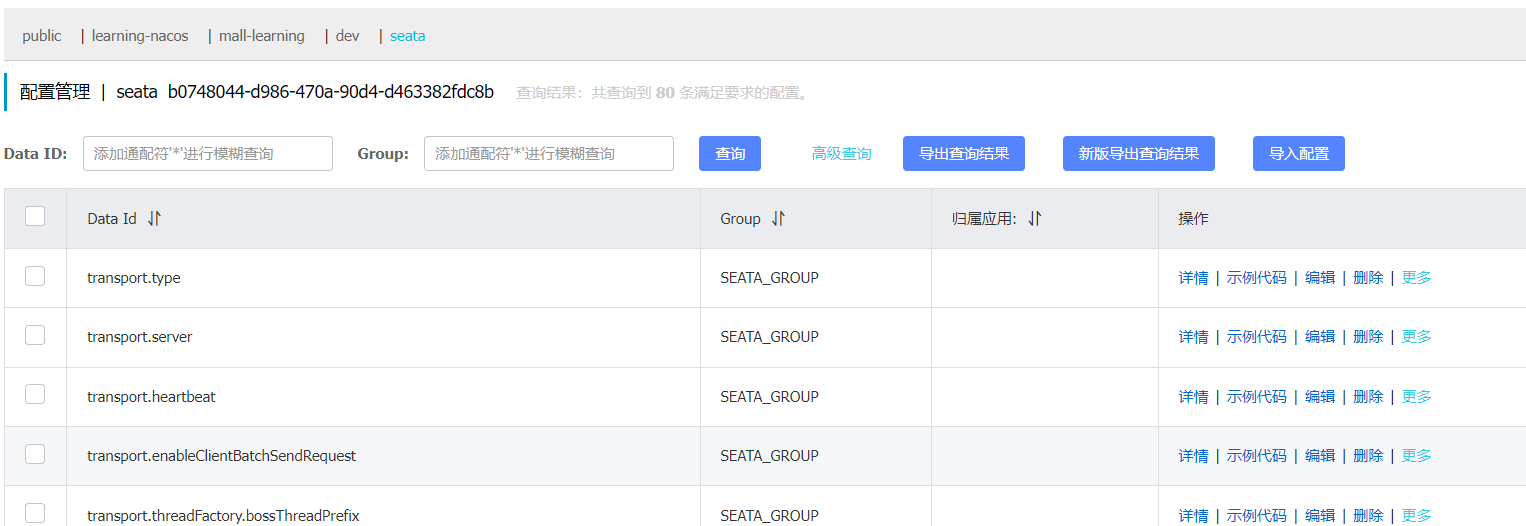 public | learning-nacos | mall-learning | dev | seata
配置管理 | seata b0748044-d986-470a-90d4-d463382fdc8b 查询结果：共查询到 80 条满足要求的配置。
Data ID: 添加通配符'*'进行模糊查询 Group: 添加通配符'*'进行模糊查询 查询 高级查询 导出查询结果 新版导出查询结果 导入配置
Data Id Group 归属应用: 操作
transport.type SEATA_GROUP 详情 | 示例代码 | 编辑 | 删除 | 更多
transport.server SEATA_GROUP 详情 | 示例代码 | 编辑 | 删除 | 更多
transport.heartbeat SEATA_GROUP 详情 | 示例代码 | 编辑 | 删除 | 更多
transport.enableClientBatchSendRequest SEATA_GROUP 详情 | 示例代码 | 编辑 | 删除 | 更多
transport.threadFactory.bossThreadPrefix SEATA_GROUP 详情 | 示例代码 | 编辑 | 删除 | 更多